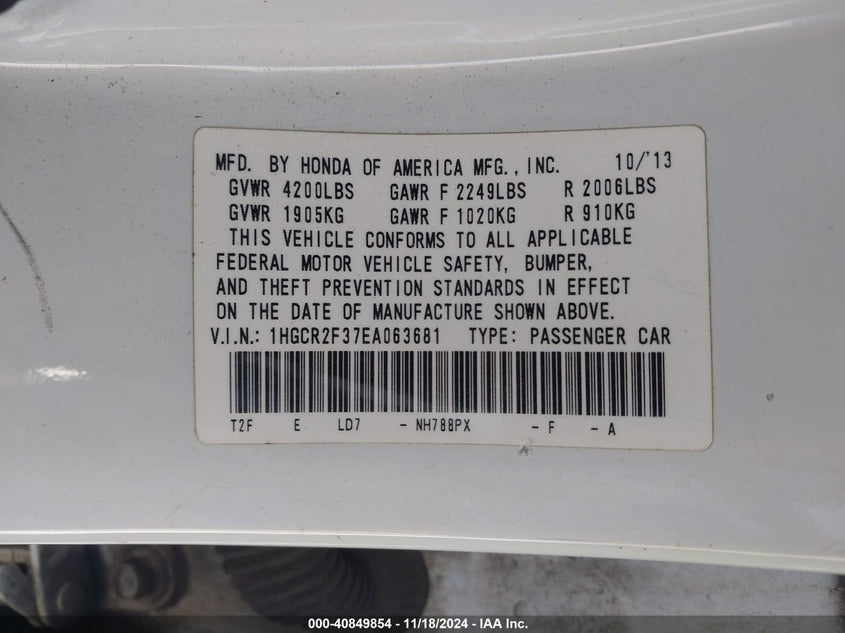 MFD. BY HONDA OF AMERICA MFG., INC. 10/'13
GVWR 4200LBS GAWR F 2249LBS R 2006LBS
GVWR 1905KG GAWR F 1020KG R 910KG
THIS VEHICLE CONFORMS TO ALL APPLICABLE
FEDERAL MOTOR VEHICLE SAFETY, BUMPER,
AND THEFT PREVENTION STANDARDS IN EFFECT
ON THE DATE OF MANUFACTURE SHOWN ABOVE.
V.I.N.: 1HGCR2F37EA063681 TYPE: PASSENGER CAR
T2F E LD7 - NH788PX - F - A
000-40849854 - 11/18/2024 - IAA Inc.